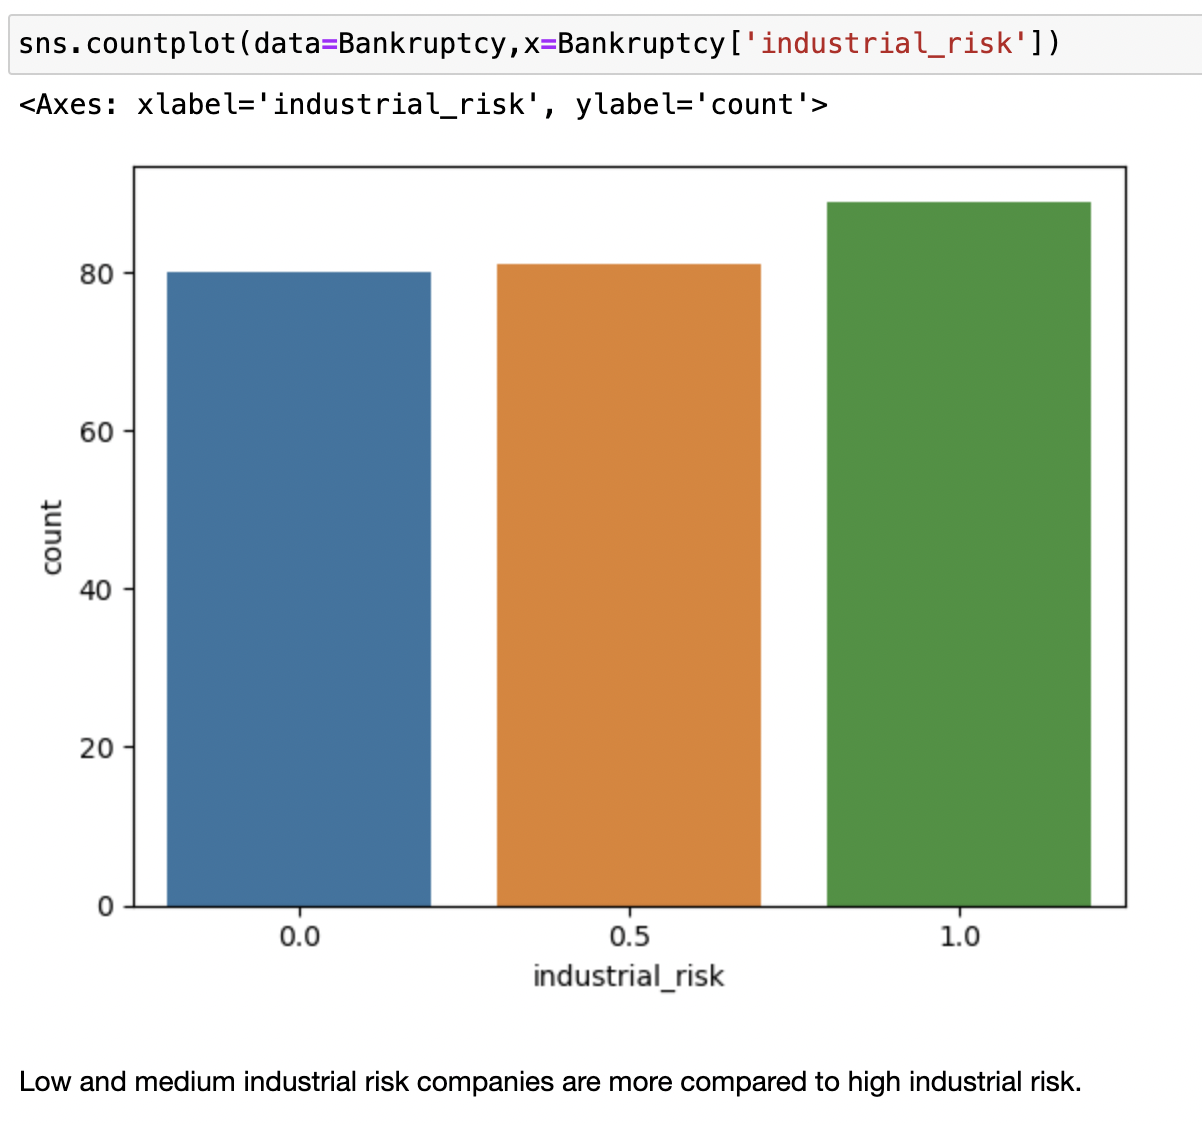 sns.countplot(data=Bankruptcy,x=Bankruptcy['industrial_risk'])
<Axes: xlabel='industrial_risk', ylabel='count'>
80
60
40
20
0
count
0.0 0.5 1.0
industrial_risk
Low and medium industrial risk companies are more compared to high industrial risk.